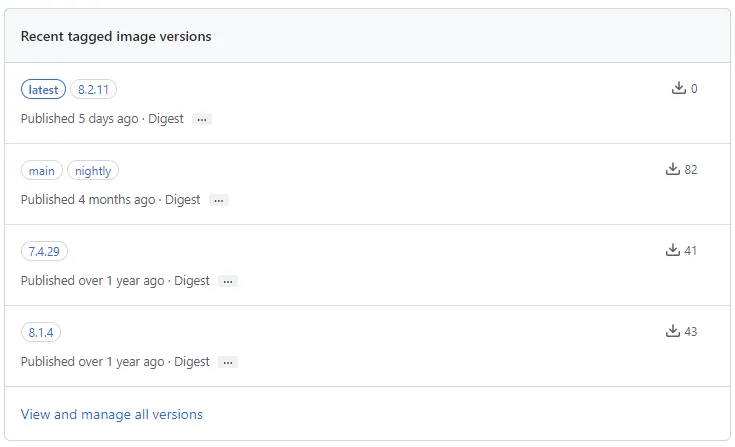 Recent tagged image versions
latest 8.2.11
0
Published 5 days ago · Digest ...
main nightly
82
Published 4 months ago · Digest ...
7.4.29
41
Published over 1 year ago · Digest ...
8.1.4
43
Published over 1 year ago · Digest ...
View and manage all versions